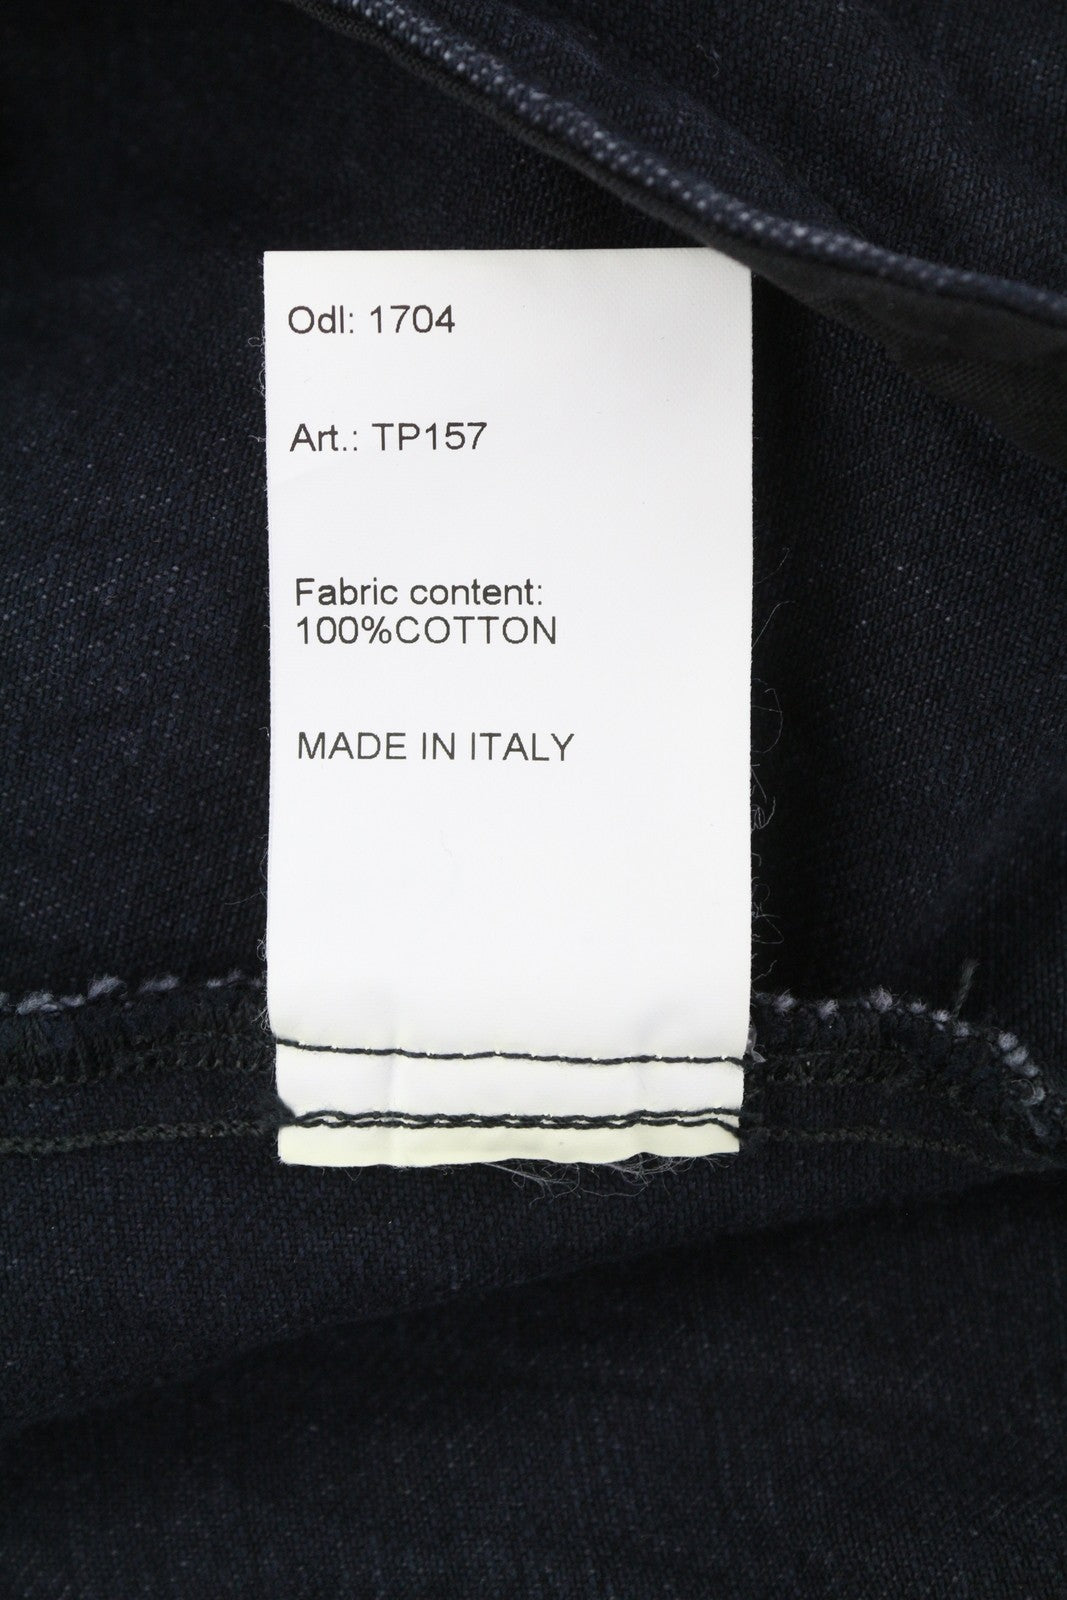 Odl: 1704
Art.: TP157
Fabric content:
100%COTTON
MADE IN ITALY